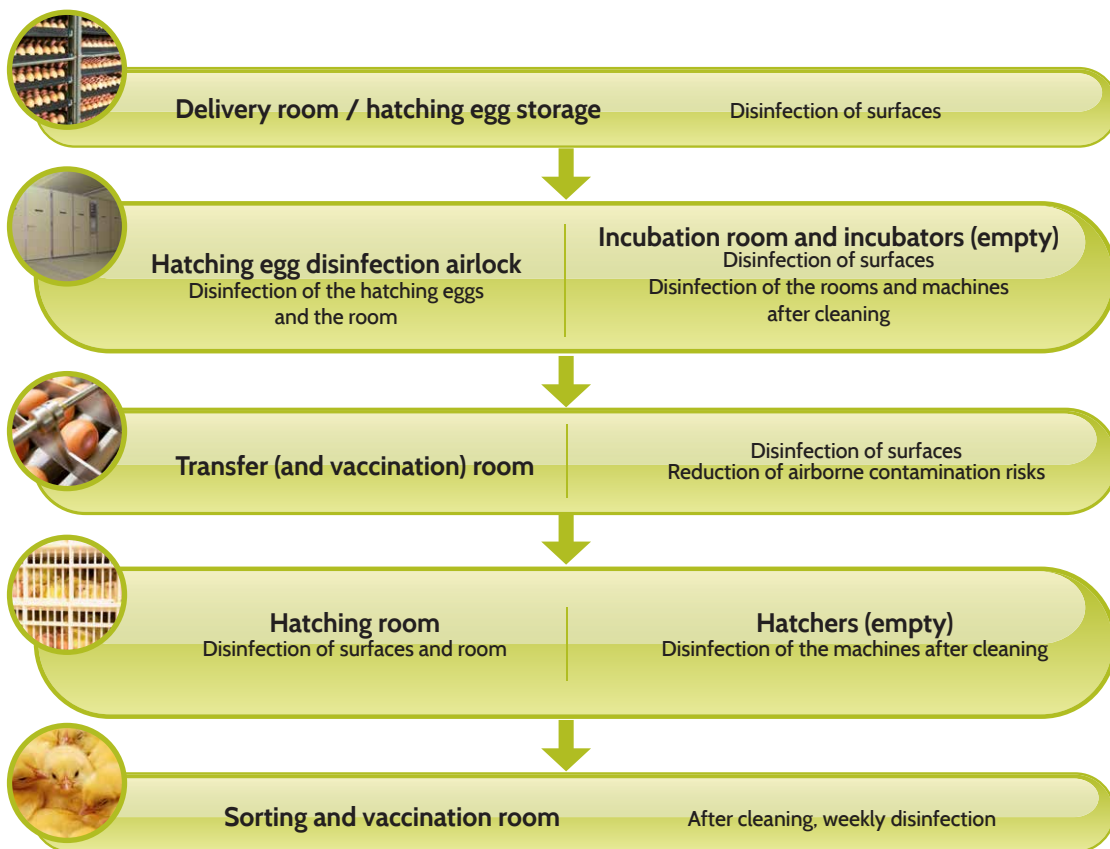 Delivery room / hatching egg storage
Disinfection of surfaces
Hatching egg disinfection airlock
Disinfection of the hatching eggs
and the room
Incubation room and incubators (empty)
Disinfection of surfaces
Disinfection of the rooms and machines
after cleaning
Transfer (and vaccination) room
Disinfection of surfaces
Reduction of airborne contamination risks
Hatching room
Disinfection of surfaces and room
Hatchers (empty)
Disinfection of the machines after cleaning
Sorting and vaccination room
After cleaning, weekly disinfection